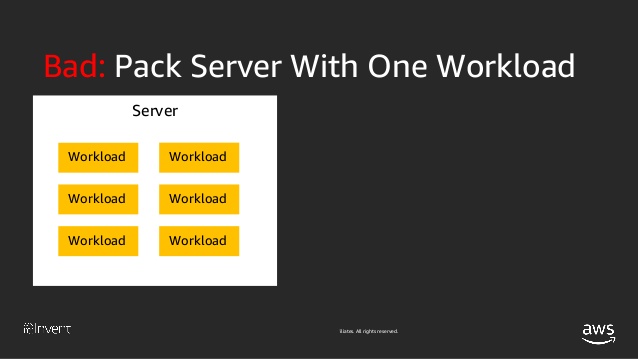 Bad: Pack Server With One Workload
Server
Workload Workload
Workload Workload
Workload Workload
re:Invent
iliates. All rights reserved.
aws